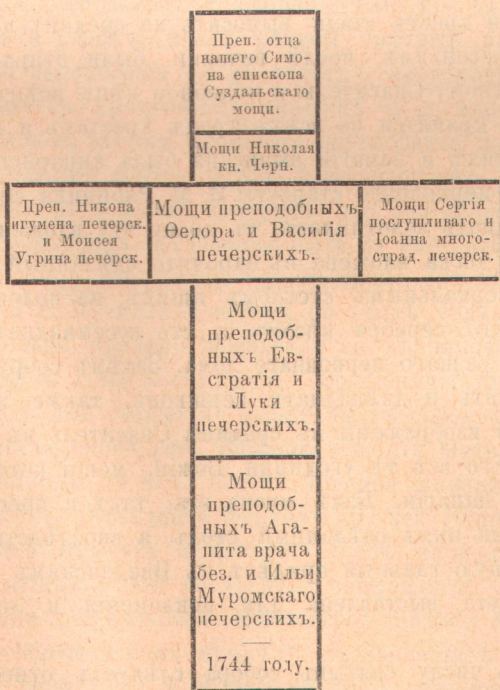 Преп. отца
нашего Симо-
на епископа
Суздальскаго
мощи.
Мощи Николая
кн. Черн.
Преп. Никона
игумена печерск.
и Моисея
Угрина печерск.
Мощи преподобныхъ
Ѳедора и Василія
печерскихъ.
Мощи Сергія
послушливаго и
Іоанна много-
страд. печерск.
Мощи
преподоб-
ныхъ Ев-
стратія и
Луки
печерскихъ.
Мощи
преподоб-
ныхъ Ага-
пита врача
без. и Ильи
Муромскаго
печерскихъ.
1744 году.